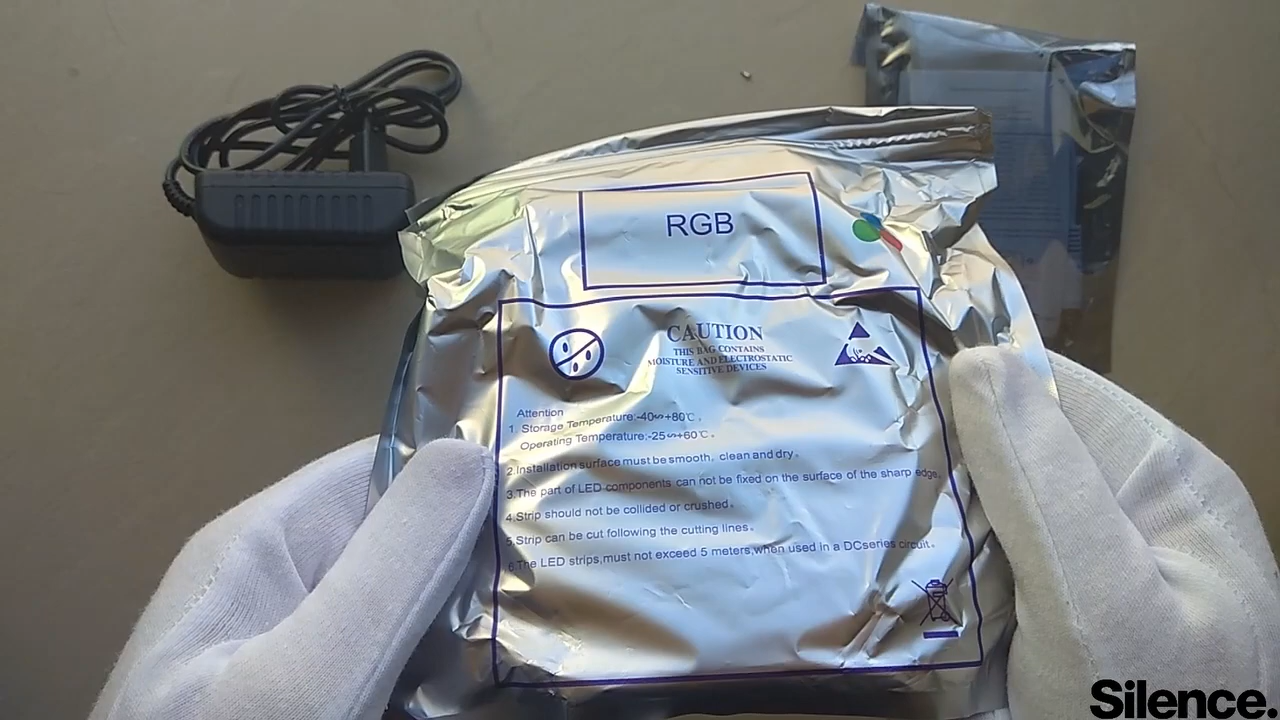 RGB
CAUTION
THIS BAG CONTAINS
MOISTURE AND ELECTROSTATIC
SENSITIVE DEVICES
Attention
1. Storage Temperature:-40∽+80℃。
Operating Temperature:-25∽+60℃。
2.Installation surface must be smooth。clean and dry。
3.The part of LED components can not be fixed on the surface of the sharp edge。
4.Strip should not be collided or crushed。
5.Strip can be cut following the cutting lines。
6.The LED strips,must not exceed 5 meters,when used in a DCseries circuit。
Silence.